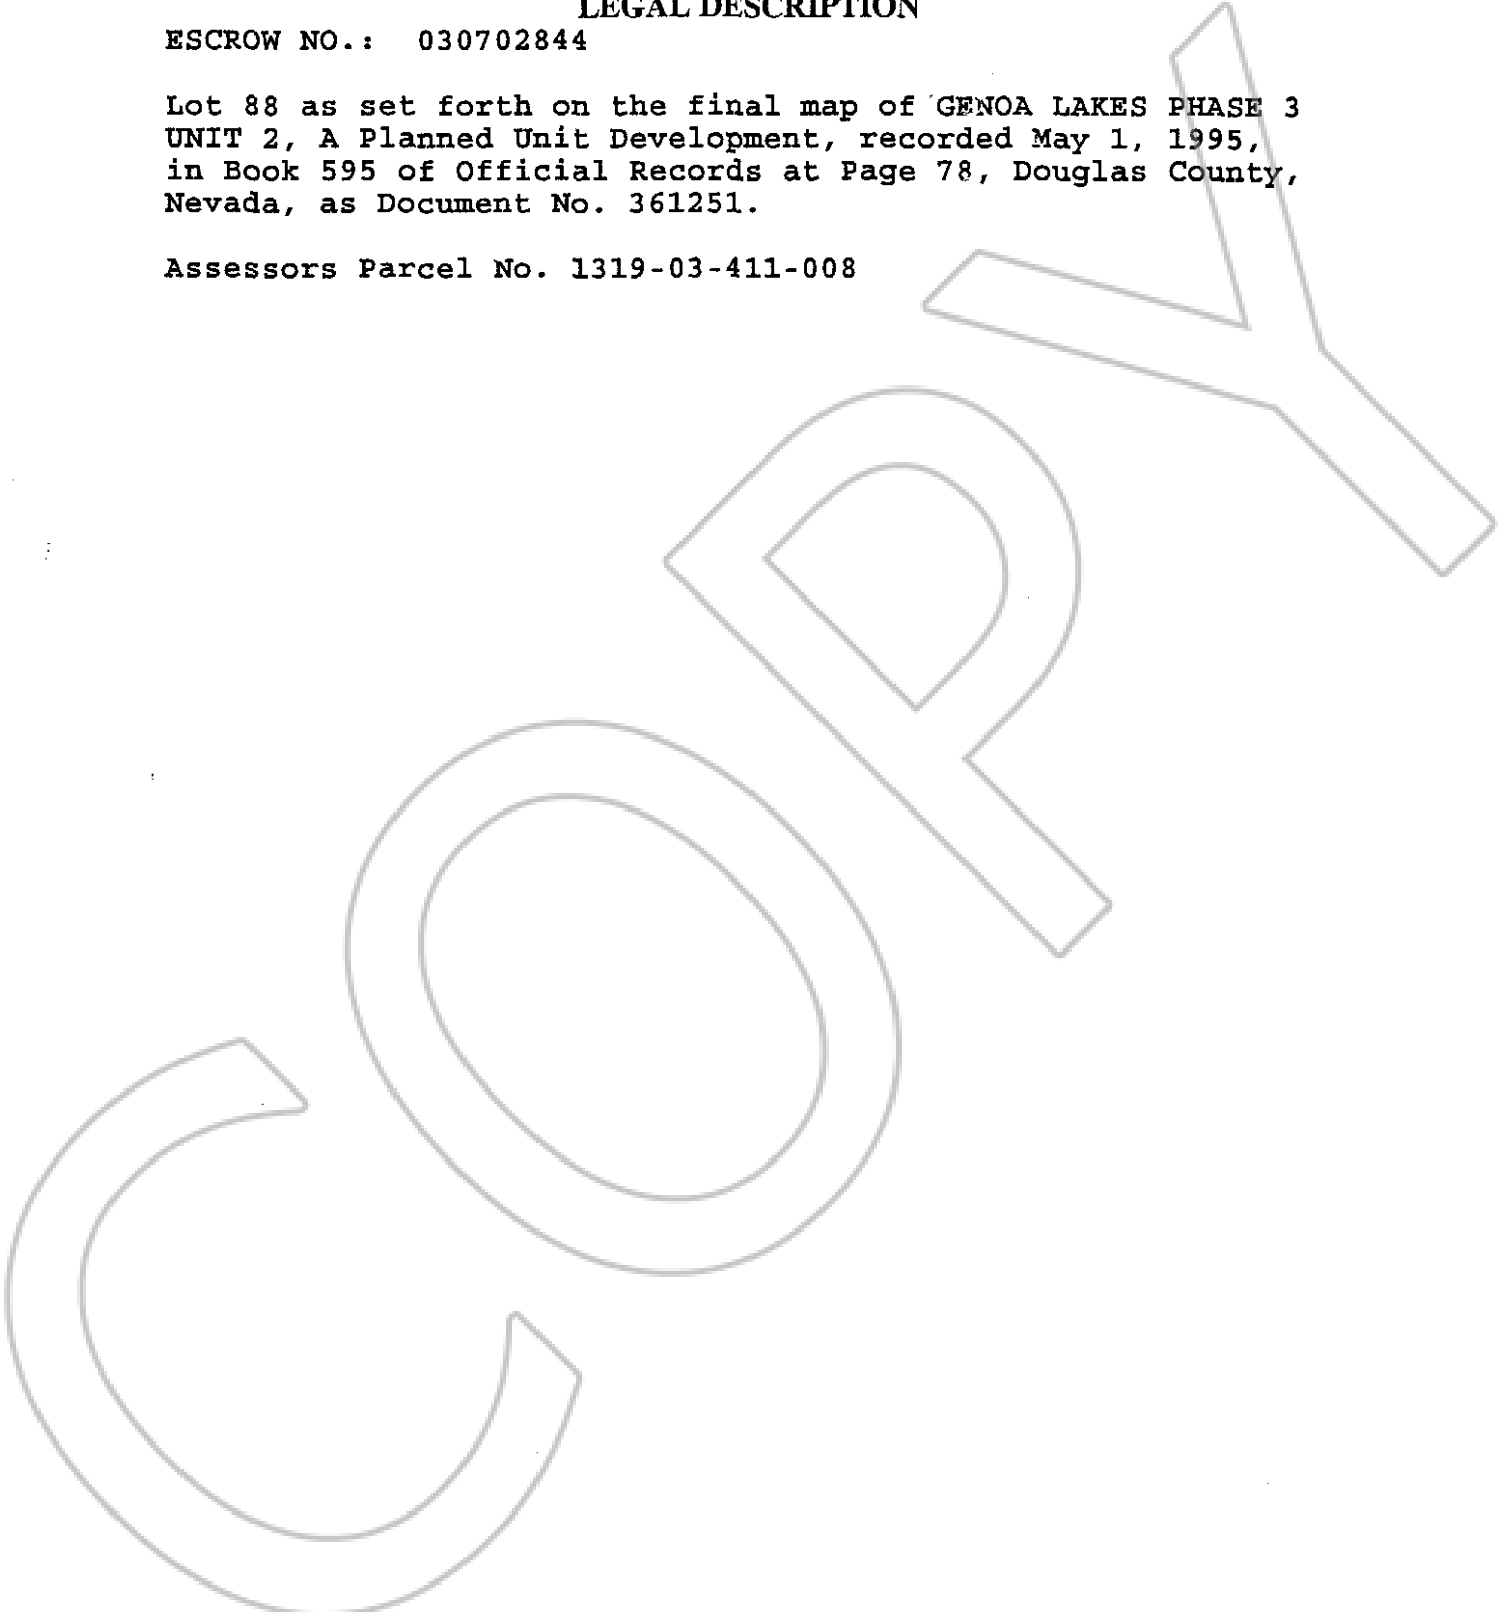 LEGAL DESCRIPTION
ESCROW NO.: 030702844
Lot 88 as set forth on the final map of GENOA LAKES PHASE 3
UNIT 2, A Planned Unit Development, recorded May 1, 1995,
in Book 595 of Official Records at Page 78, Douglas County,
Nevada, as Document No. 361251.
Assessors Parcel No. 1319-03-411-008
COPY